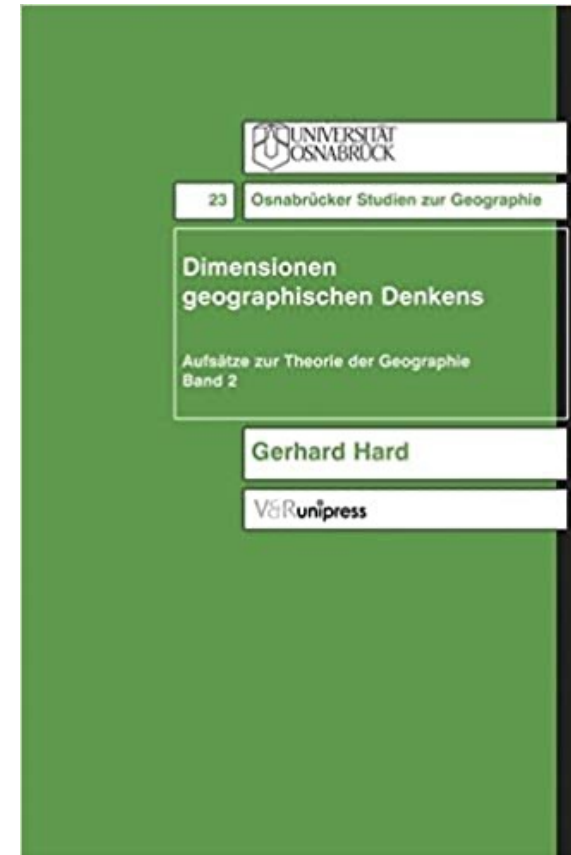 UNIVERSITÄT
OSNABRÜCK
23 Osnabrücker Studien zur Geographie
Dimensionen
geographischen Denkens
Aufsätze zur Theorie der Geographie
Band 2
Gerhard Hard
V&Runipress